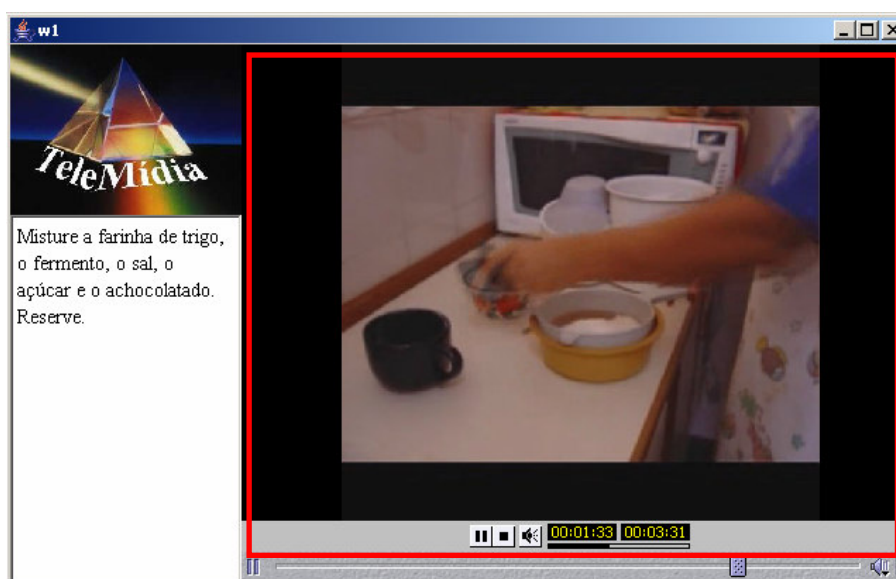 w1
TeleMídia
Misture a farinha de trigo,
o fermento, o sal, o
açúcar e o achocolatado.
Reserve.
00:01:33 00:03:31